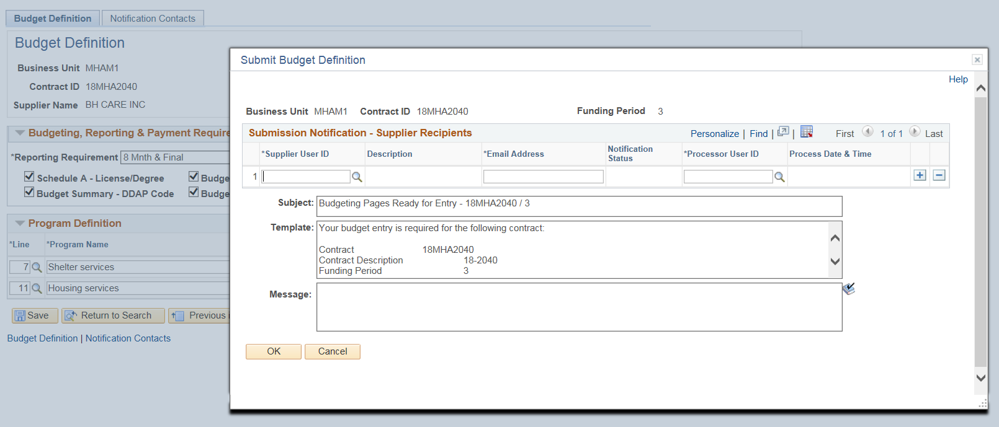 Budget Definition
Notification Contacts
Budget Definition
Business Unit MHAM1
Contract ID 18MHA2040
Supplier Name BH CARE INC
Budgeting, Reporting & Payment Require
*Reporting Requirement 8 Mnth & Final
Schedule A - License/Degree Budge
Budget Summary - DDAP Code Budge
Program Definition
*Line *Program Name
7 Shelter services
11 Housing services
Save Return to Search Previous i
Budget Definition | Notification Contacts
Submit Budget Definition
Help
Business Unit MHAM1 Contract ID 18MHA2040 Funding Period 3
Submission Notification - Supplier Recipients Personalize | Find | | First 1 of 1 Last
*Supplier User ID Description *Email Address Notification Status *Processor User ID Process Date & Time
1
Subject: Budgeting Pages Ready for Entry - 18MHA2040 / 3
Template: Your budget entry is required for the following contract:
Contract 18MHA2040
Contract Description 18-2040
Funding Period 3
Message:
OK Cancel